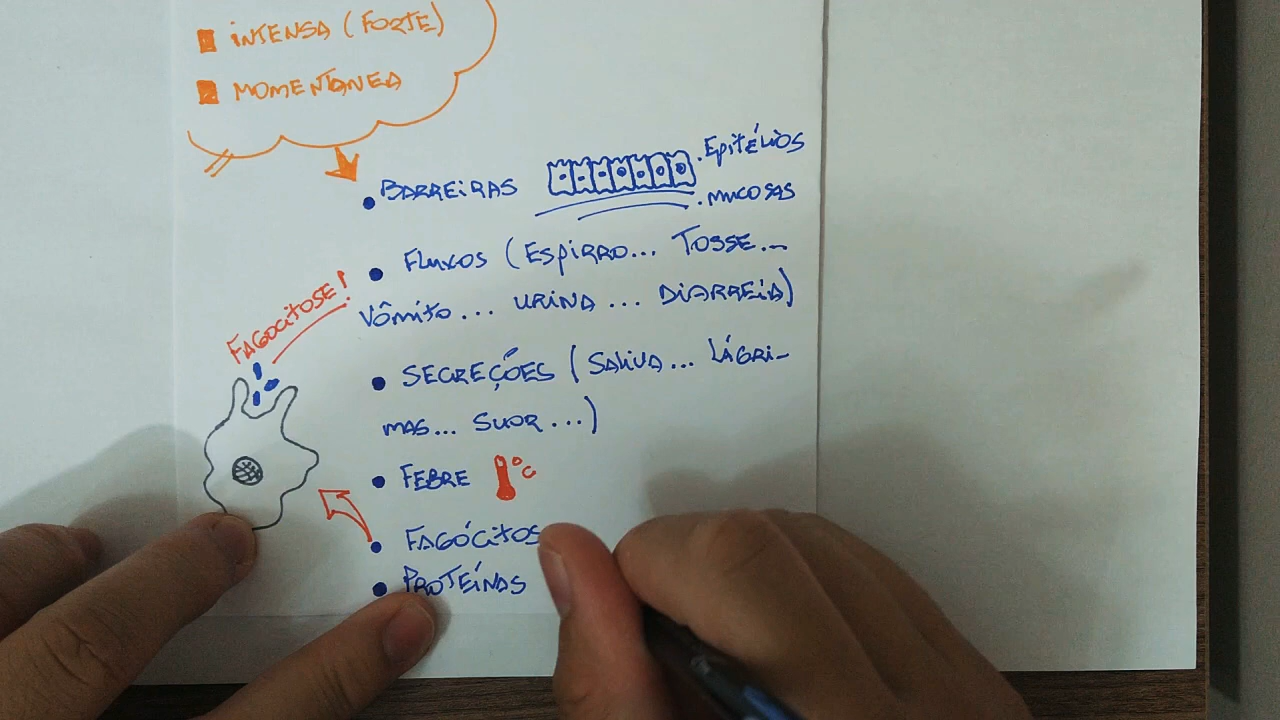 INTENSA (FORTE)
MOMENTANEA
BARREIRAS
.EPITÉLIOS
.MUCOSAS
FLUXOS (ESPIRRO... TOSSE...
VÔMITO... URINA... DIARREIA)
FAGOCITOSE!
SECREÇÕES (SALIVA... LÁGRI-
MAS... SUOR...)
FEBRE °C
FAGÓCITOS
PROTEÍNAS